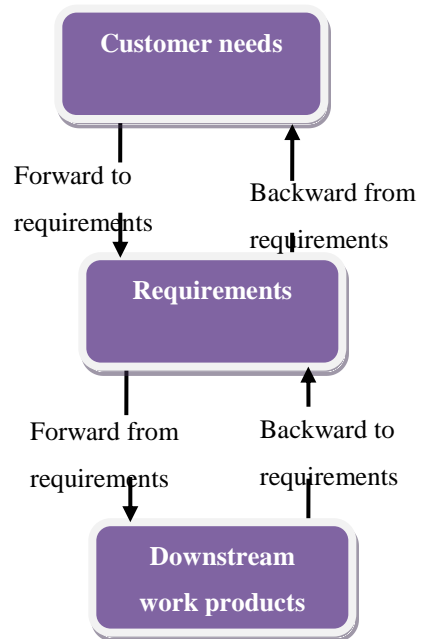 Customer needs
Forward to
requirements
Backward from
requirements
Requirements
Forward from
requirements
Backward to
requirements
Downstream
work products